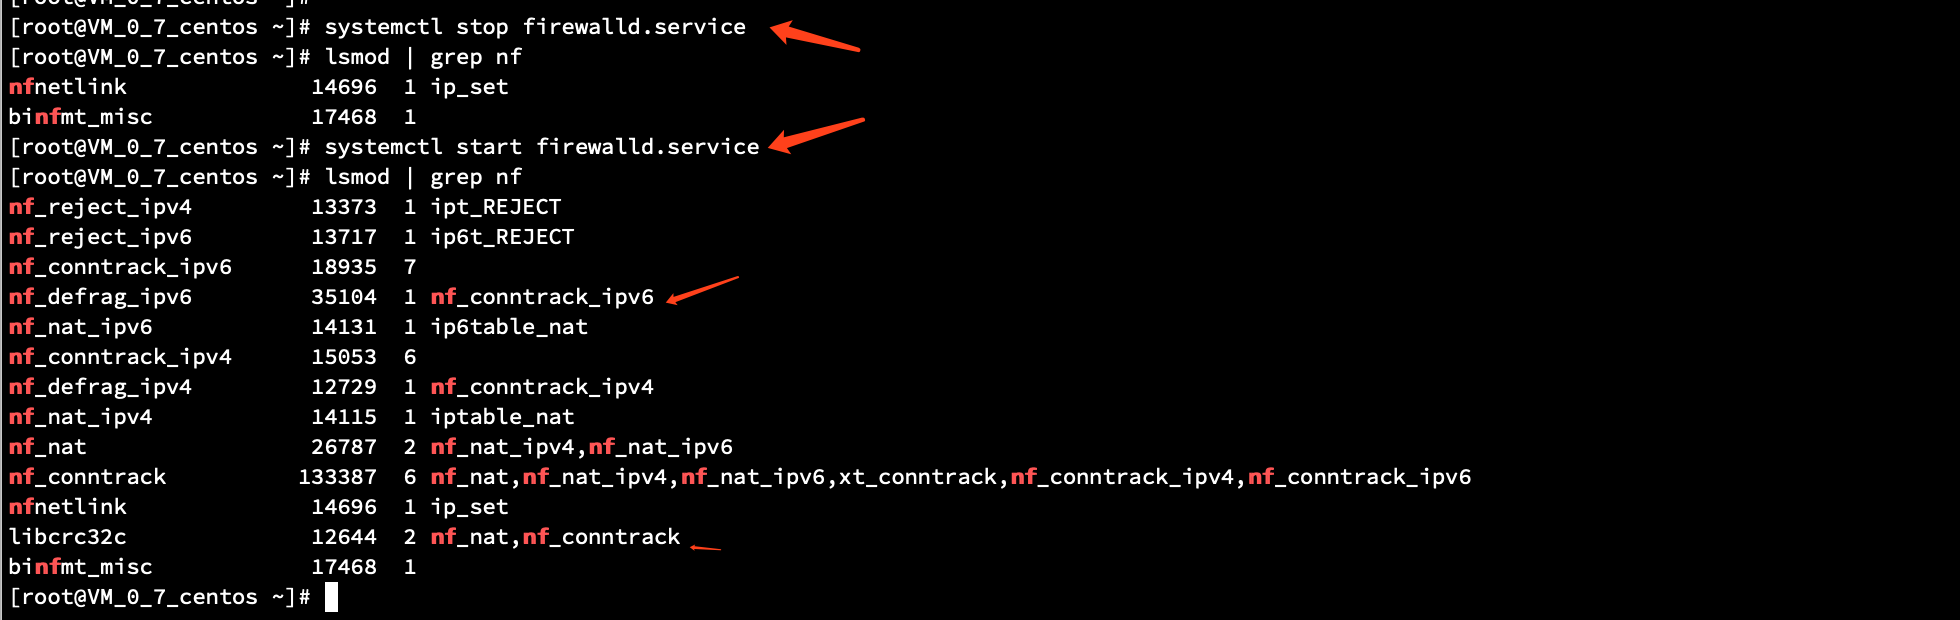 [root@VM_0_7_centos ~]#
[root@VM_0_7_centos ~]# systemctl stop firewalld.service
[root@VM_0_7_centos ~]# lsmod | grep nf
nfnetlink              14696  1 ip_set
binfmt_misc            17468  1
[root@VM_0_7_centos ~]# systemctl start firewalld.service
[root@VM_0_7_centos ~]# lsmod | grep nf
nf_reject_ipv4         13373  1 ipt_REJECT
nf_reject_ipv6         13717  1 ip6t_REJECT
nf_conntrack_ipv6      18935  7
nf_defrag_ipv6         35104  1 nf_conntrack_ipv6
nf_nat_ipv6            14131  1 ip6table_nat
nf_conntrack_ipv4      15053  6
nf_defrag_ipv4         12729  1 nf_conntrack_ipv4
nf_nat_ipv4            14115  1 iptable_nat
nf_nat                 26787  2 nf_nat_ipv4,nf_nat_ipv6
nf_conntrack          133387  6 nf_nat,nf_nat_ipv4,nf_nat_ipv6,xt_conntrack,nf_conntrack_ipv4,nf_conntrack_ipv6
nfnetlink              14696  1 ip_set
libcrc32c              12644  2 nf_nat,nf_conntrack
binfmt_misc            17468  1
[root@VM_0_7_centos ~]#